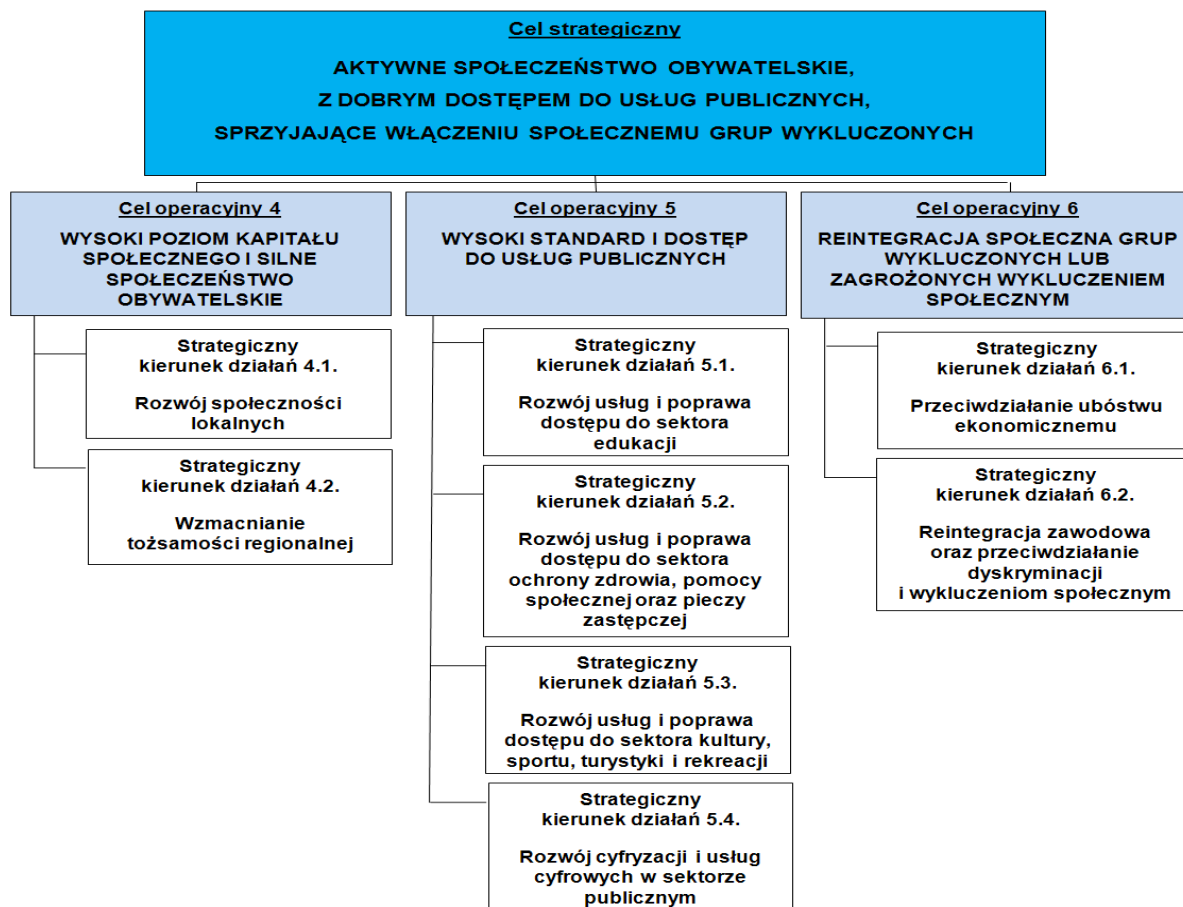 Cel strategiczny
AKTYWNE SPOŁECZEŃSTWO OBYWATELSKIE,
Z DOBRYM DOSTĘPEM DO USŁUG PUBLICZNYCH,
SPRZYJAJĄCE WŁĄCZENIU SPOŁECZNEMU GRUP WYKLUCZONYCH
Cel operacyjny 4
WYSOKI POZIOM KAPITAŁU
SPOŁECZNEGO I SILNE
SPOŁECZEŃSTWO
OBYWATELSKIE
Strategiczny
kierunek działań 4.1.
Rozwój społeczności
lokalnych
Strategiczny
kierunek działań 4.2.
Wzmacnianie
tożsamości regionalnej
Cel operacyjny 5
WYSOKI STANDARD I DOSTĘP
DO USŁUG PUBLICZNYCH
Strategiczny
kierunek działań 5.1.
Rozwój usług i poprawa
dostępu do sektora
edukacji
Strategiczny
kierunek działań 5.2.
Rozwój usług i poprawa
dostępu do sektora
ochrony zdrowia, pomocy
społecznej oraz pieczy
zastępczej
Strategiczny
kierunek działań 5.3.
Rozwój usług i poprawa
dostępu do sektora kultury,
sportu, turystyki i rekreacji
Strategiczny
kierunek działań 5.4.
Rozwój cyfryzacji i usług
cyfrowych w sektorze
publicznym
Cel operacyjny 6
REINTEGRACJA SPOŁECZNA GRUP
WYKLUCZONYCH LUB
ZAGROŻONYCH WYKLUCZENIEM
SPOŁECZNYM
Strategiczny
kierunek działań 6.1.
Przeciwdziałanie ubóstwu
ekonomicznemu
Strategiczny
kierunek działań 6.2.
Reintegracja zawodowa
oraz przeciwdziałanie
dyskryminacji
i wykluczeniom społecznym